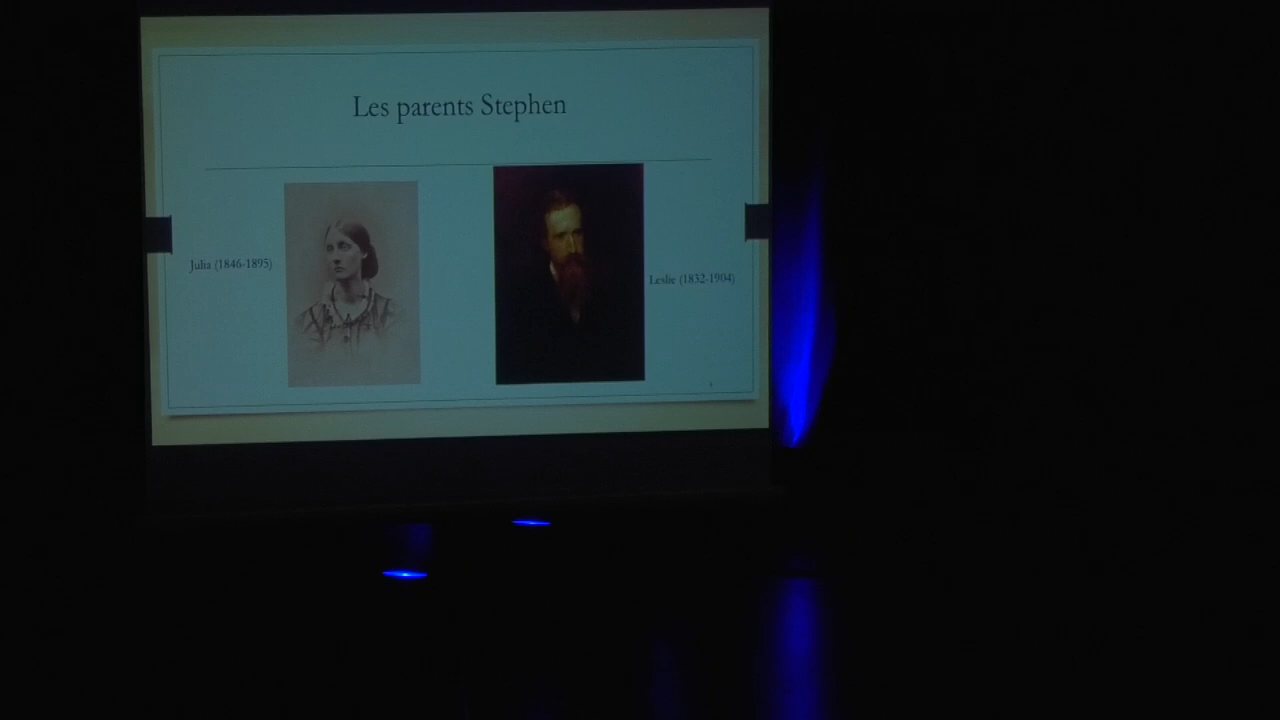 Les parents Stephen
Julia (1846-1895)
Leslie (1832-1904)